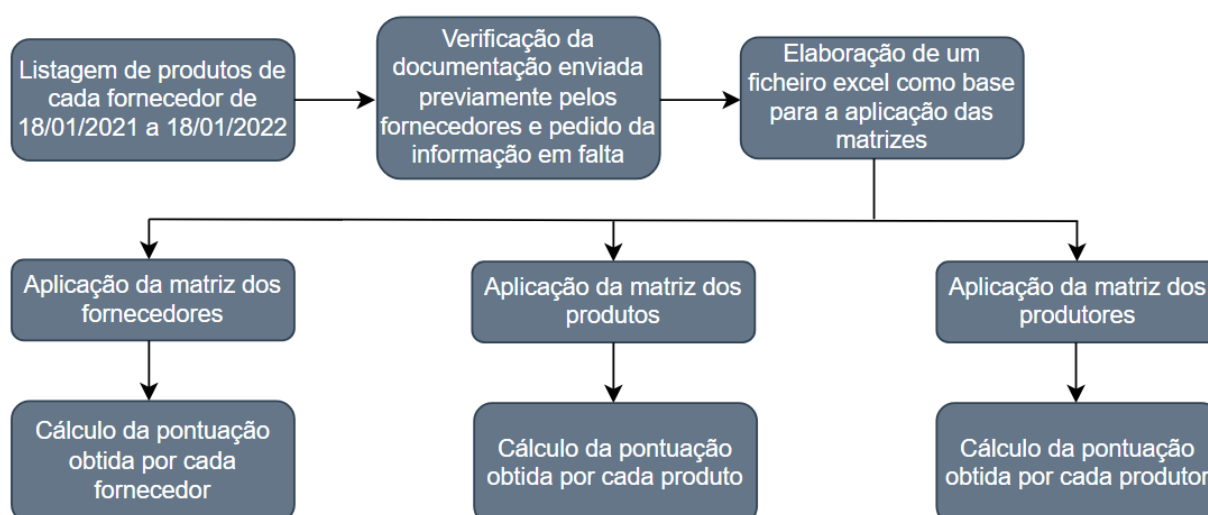 Listagem de produtos de
cada fornecedor de
18/01/2021 a 18/01/2022
Verificação da
documentação enviada
previamente pelos
fornecedores e pedido da
informação em falta
Elaboração de um
ficheiro excel como base
para a aplicação das
matrizes
Aplicação da matriz dos
fornecedores
Aplicação da matriz dos
produtos
Aplicação da matriz dos
produtores
Cálculo da pontuação
obtida por cada
fornecedor
Cálculo da pontuação
obtida por cada produto
Cálculo da pontuação
obtida por cada produtor